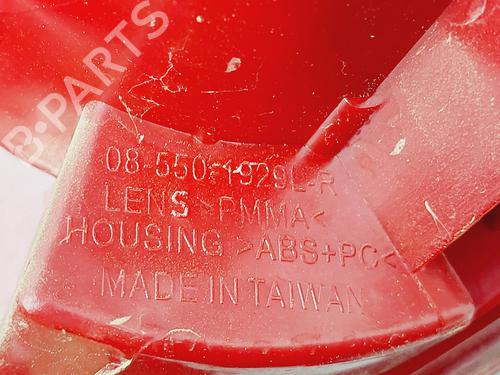 B-PARTS
08-550-1929L-R
LENS >PMMA<
HOUSING >ABS+PC<
MADE IN TAIWAN